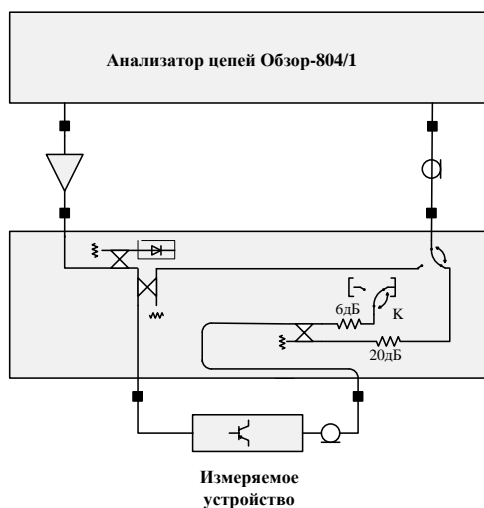 Анализатор цепей Обзор-804/1
6дБ
К
20дБ
Измеряемое
устройство